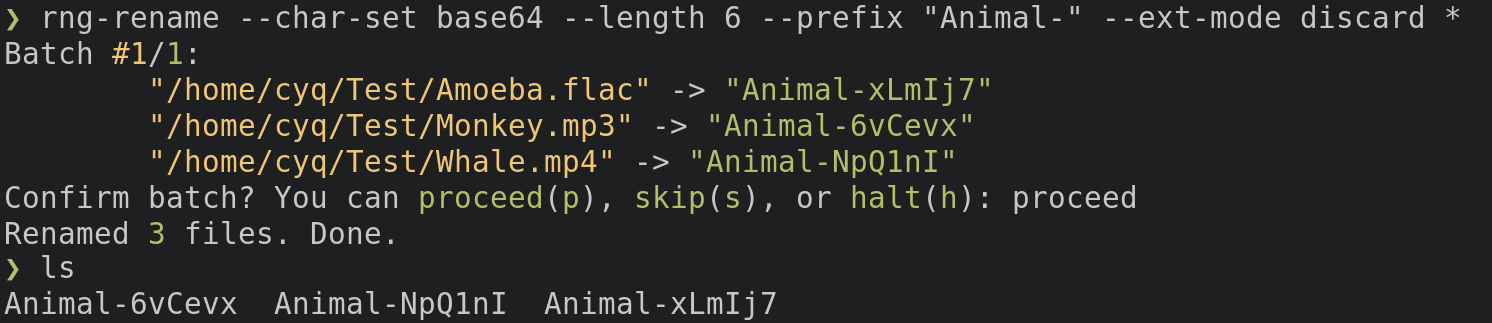 ❯ rng-rename --char-set base64 --length 6 --prefix "Animal-" --ext-mode discard *
Batch #1/1:
"/home/cyq/Test/Amoeba.flac" -> "Animal-xLmIj7"
"/home/cyq/Test/Monkey.mp3" -> "Animal-6vCevx"
"/home/cyq/Test/Whale.mp4" -> "Animal-NpQ1nI"
Confirm batch? You can proceed(p), skip(s), or halt(h): proceed
Renamed 3 files. Done.
❯ ls
Animal-6vCevx  Animal-NpQ1nI  Animal-xLmIj7